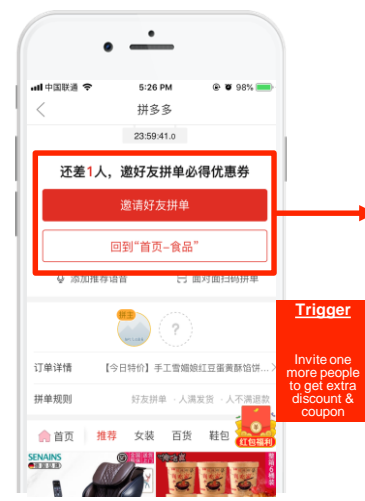 中国联通 5:26 PM 98%
拼多多
23:59:41.0
还差1人，邀好友拼单必得优惠券
邀请好友拼单
回到“首页-食品”
添加推荐语音 面对面扫码拼单
拼主
?
Trigger
Invite one
more people
to get extra
discount &
coupon
订单详情 【今日特价】手工雪媚娘红豆蛋黄酥馅饼...
拼单规则 好友拼单 · 人满发货 · 人不满退款
首页 推荐 女装 百货 鞋包
红包福利
SENAINS